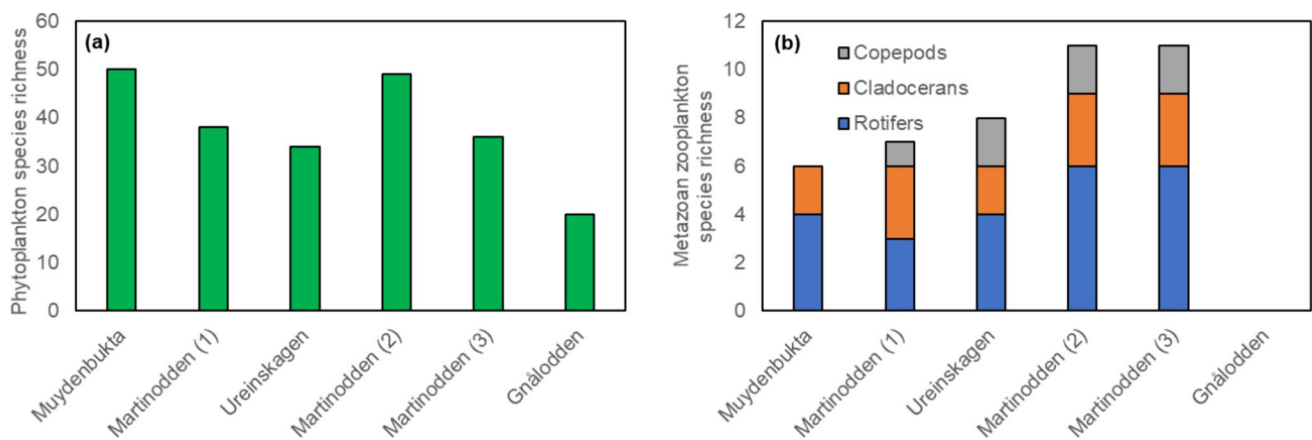 (a)
Phytoplankton species richness
60
50
40
30
20
10
0
Muydenbukta
Martinodden (1)
Ureinskagen
Martinodden (2)
Martinodden (3)
Gnålodden
(b)
Copepods
Cladocerans
Rotifers
Metazoan zooplankton
species richness
12
10
8
6
4
2
0
Muydenbukta
Martinodden (1)
Ureinskagen
Martinodden (2)
Martinodden (3)
Gnålodden